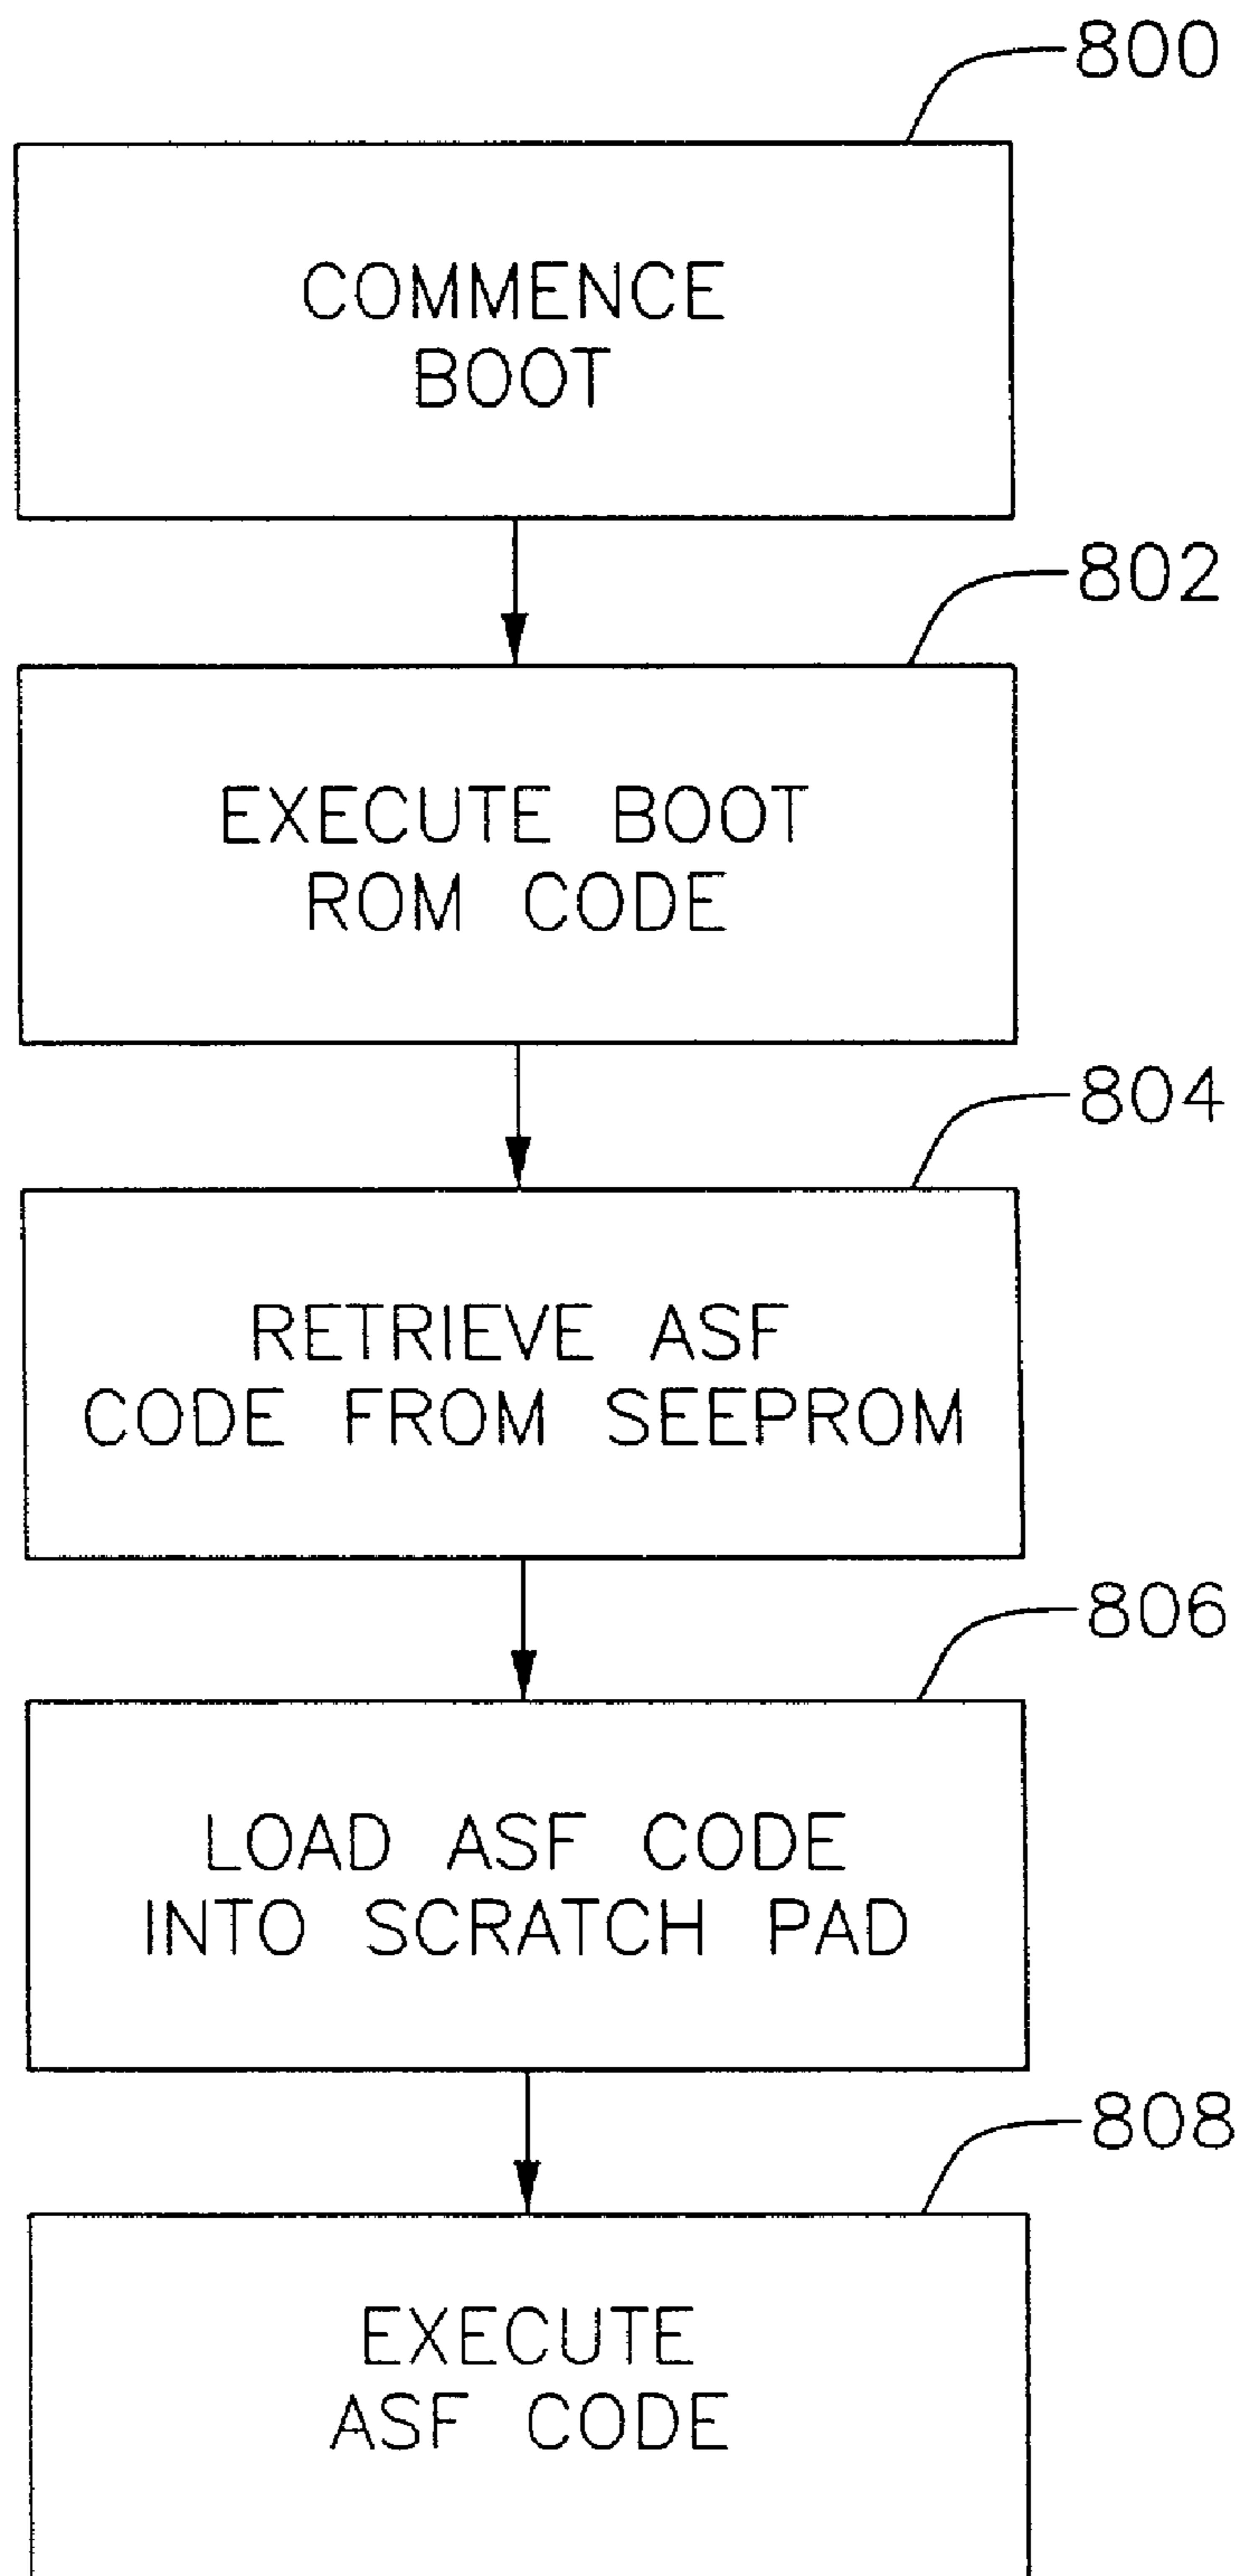 800
COMMENCE
BOOT
802
EXECUTE BOOT
ROM CODE
804
RETRIEVE ASF
CODE FROM SEEPROM
806
LOAD ASF CODE
INTO SCRATCH PAD
808
EXECUTE
ASF CODE